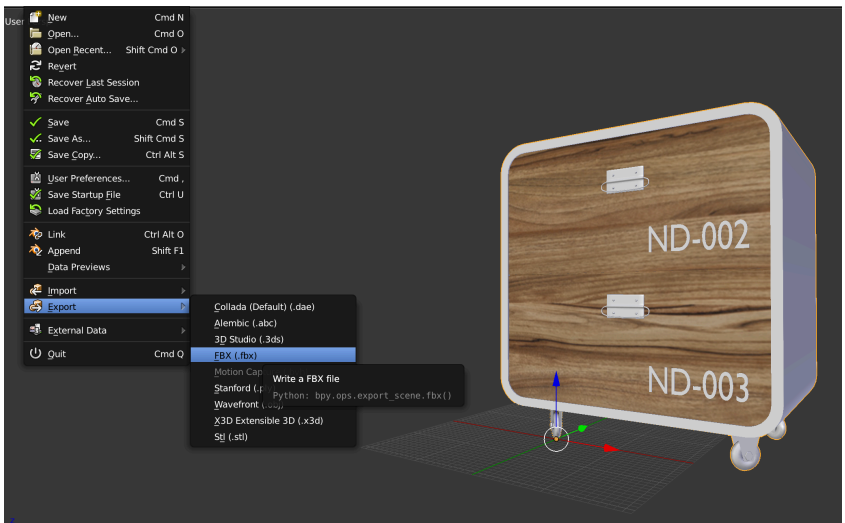 User
New Cmd N
Open... Cmd O
Open Recent... Shift Cmd O
Revert
Recover Last Session
Recover Auto Save...
Save Cmd S
Save As... Shift Cmd S
Save Copy... Ctrl Alt S
User Preferences... Cmd ,
Save Startup File Ctrl U
Load Factory Settings
Link Ctrl Alt O
Append Shift F1
Data Previews
Import
Export
External Data
Quit Cmd Q
Collada (Default) (.dae)
Alembic (.abc)
3D Studio (.3ds)
FBX (.fbx)
Motion Cap
Stanford (.p
Wavefront (
X3D Extensible 3D (.x3d)
Stl (.stl)
Write a FBX file
Python: bpy.ops.export_scene.fbx()
ND-002
ND-003